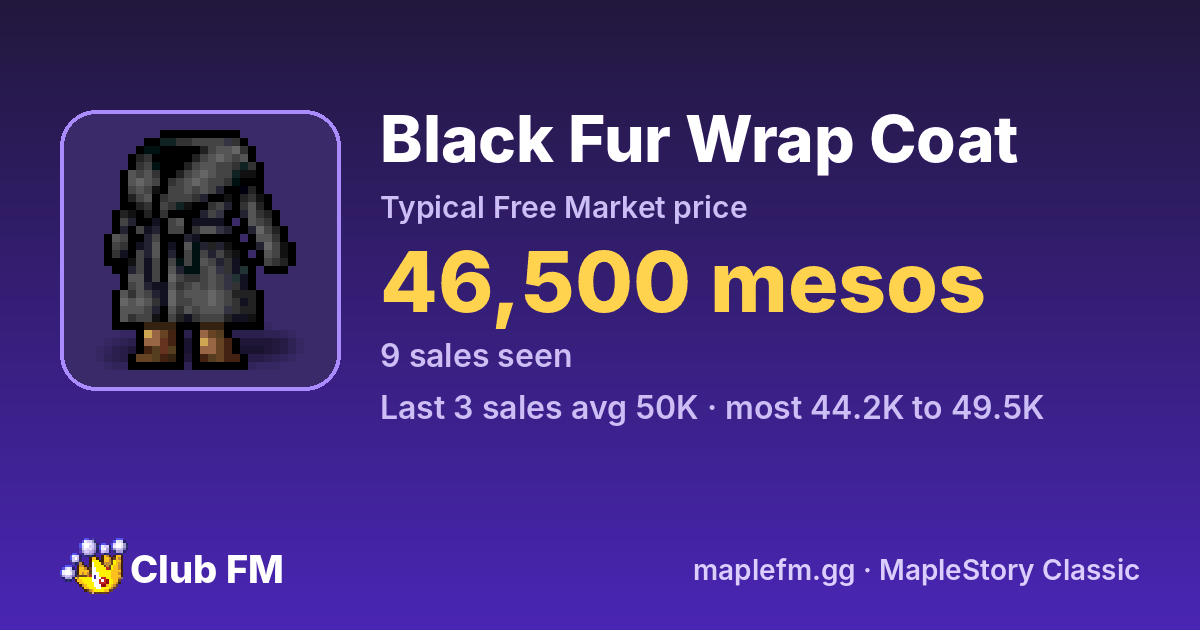 Black Fur Wrap Coat
Typical Free Market price
46,500 mesos
9 sales seen
Last 3 sales avg 50K · most 44.2K to 49.5K
Club FM
maplefm.gg · MapleStory Classic